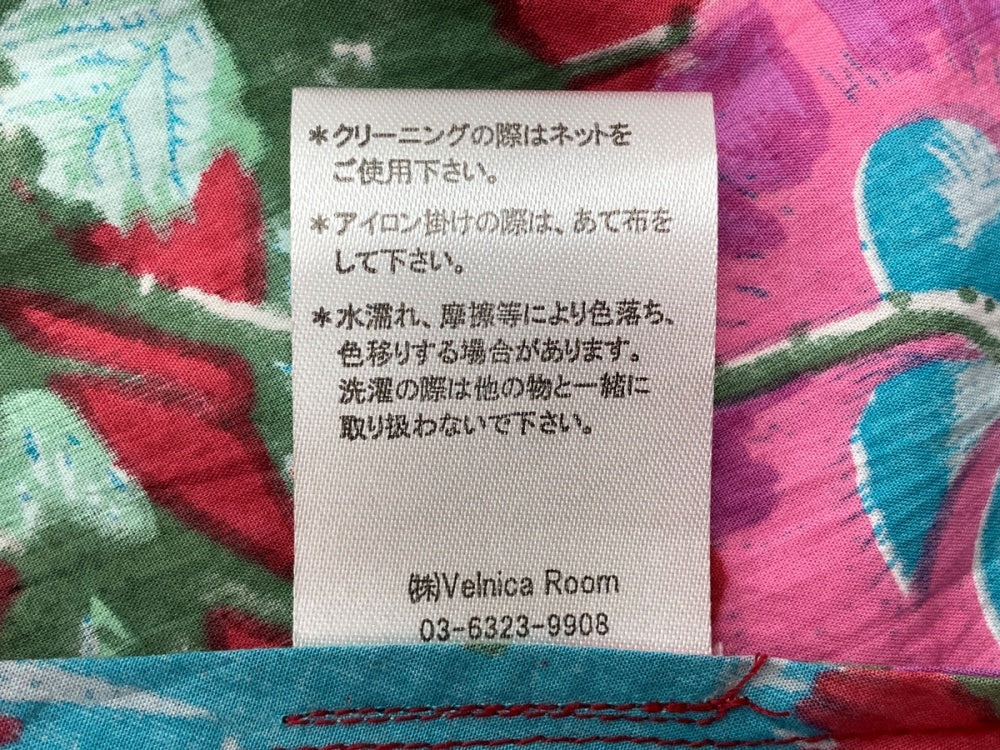 *クリーニングの際はネットを
ご使用下さい。
*アイロン掛けの際は、あて布を
して下さい。
*水濡れ、摩擦等により色落ち、
色移りする場合があります。
洗濯の際は他の物と一緒に
取り扱わないで下さい。
㈱Velnica Room
03-6323-9908